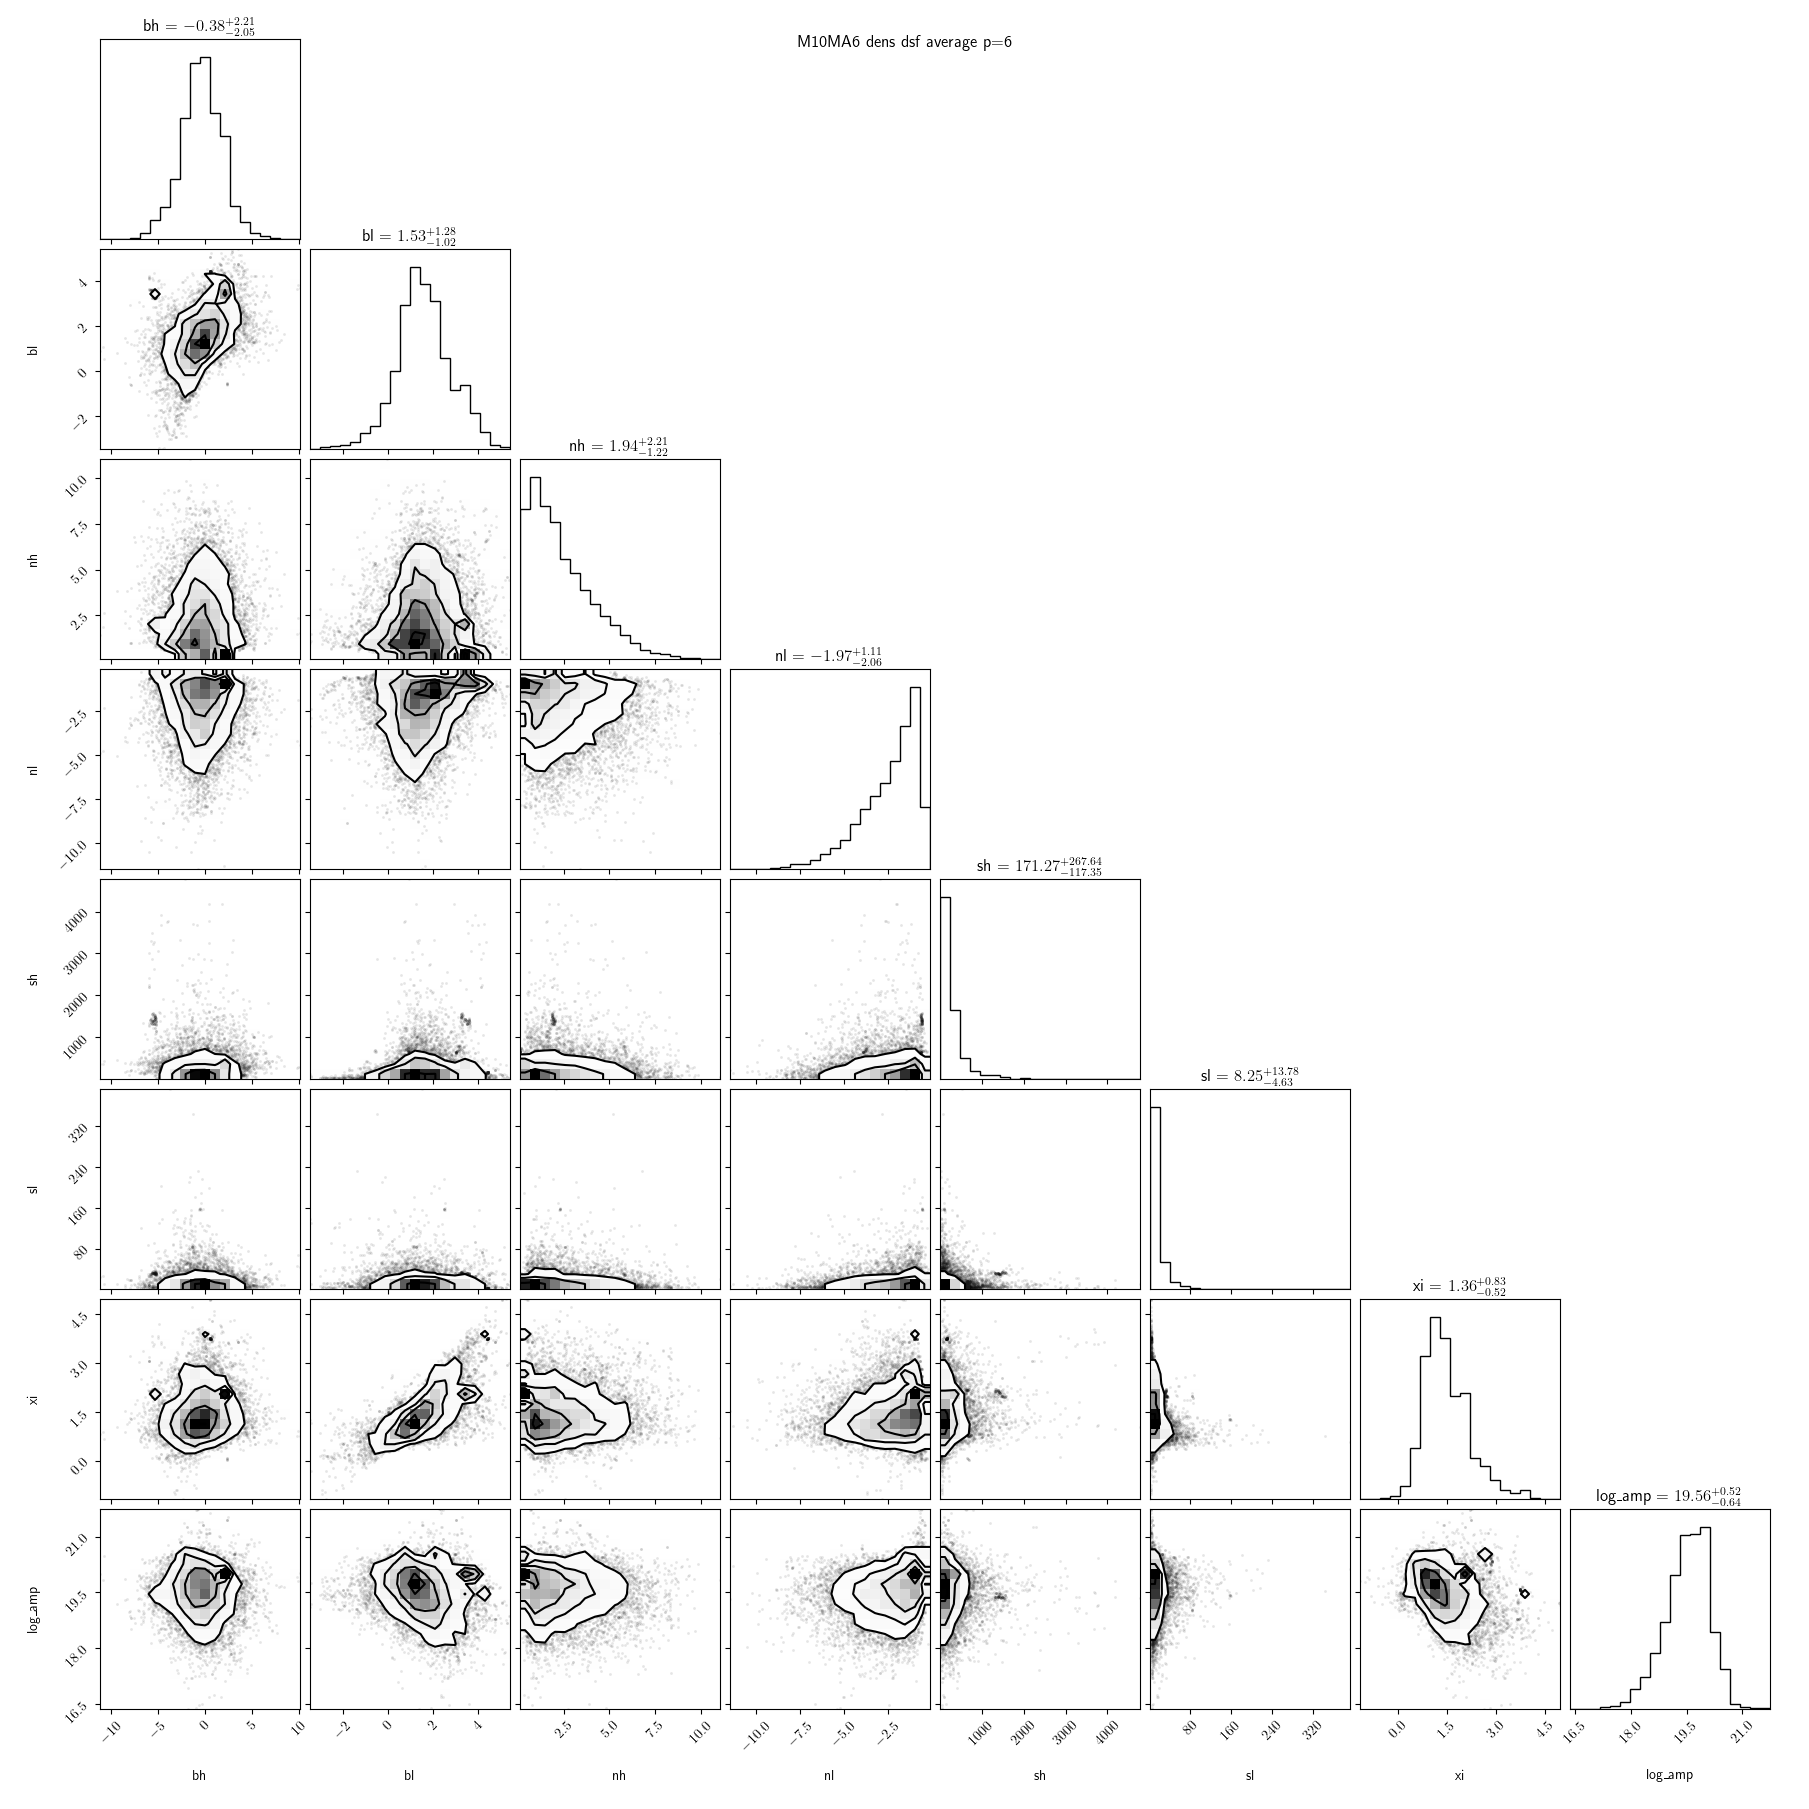 bh = −0.38+2.21−2.05
M10MA6 dens dsf average p=6
bl = 1.53+1.28−1.02
4
2
0
−2
bl
nh = 1.94+2.21−1.22
10.0
7.5
5.0
2.5
nh
nl = −1.97+1.11−2.06
−2.5
−5.0
−7.5
−10.0
nl
sh = 171.27+267.64−117.35
4000
3000
2000
1000
sh
sl = 8.25+13.78−4.63
320
240
160
80
sl
xi = 1.36+0.83−0.52
4.5
3.0
1.5
0.0
xi
log_amp = 19.56+0.52−0.64
21.0
19.5
18.0
16.5
log_amp
−10 −5 0 5 10 −2 0 2 4 2.5 5.0 7.5 10.0 −10.0 −7.5 −5.0 −2.5 1000 2000 3000 4000 80 160 240 320 0.0 1.5 3.0 4.5 16.5 18.0 19.5 21.0
bh bl nh nl sh sl xi log_amp